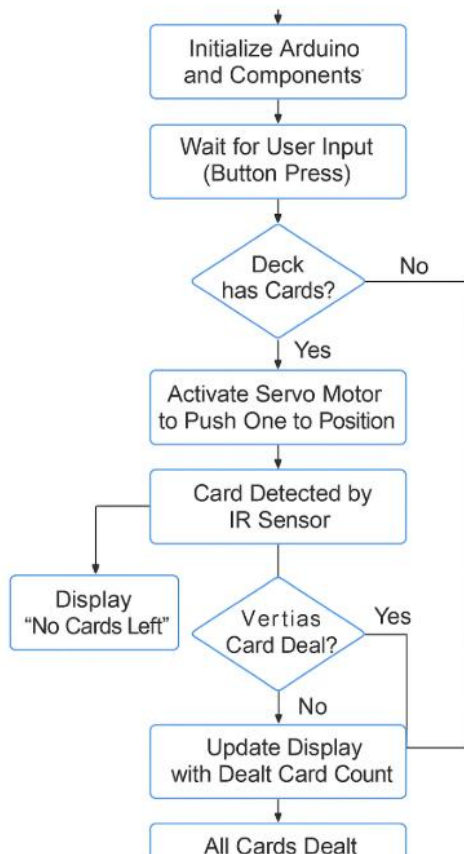 Initialize Arduino
and Components
Wait for User Input
(Button Press)
Deck
has Cards?
No
Yes
Activate Servo Motor
to Push One to Position
Card Detected by
IR Sensor
Display
“No Cards Left”
Vertias
Card Deal?
Yes
No
Update Display
with Dealt Card Count
All Cards Dealt